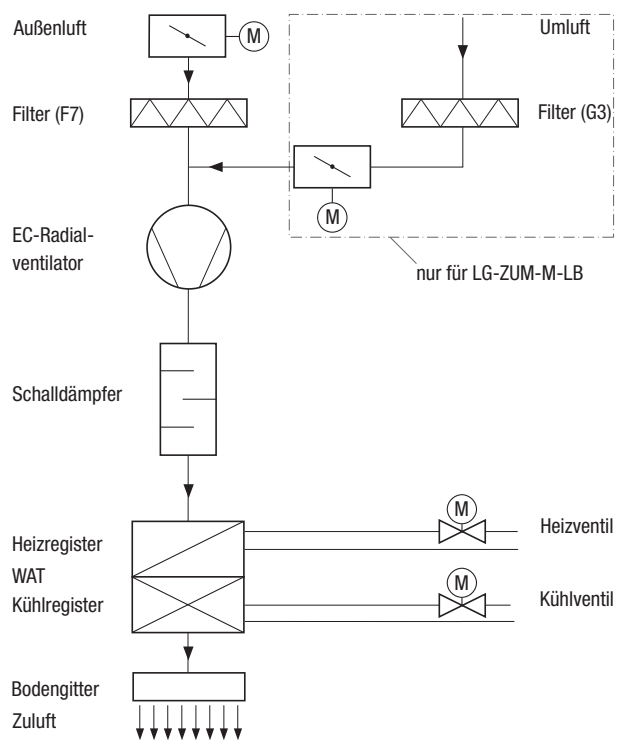 Außenluft
M
Umluft
Filter (F7)
Filter (G3)
M
EC-Radial-
ventilator
nur für LG-ZUM-M-LB
Schalldämpfer
M
Heizregister
Heizventil
WAT
M
Kühlregister
Kühlventil
Bodengitter
Zuluft